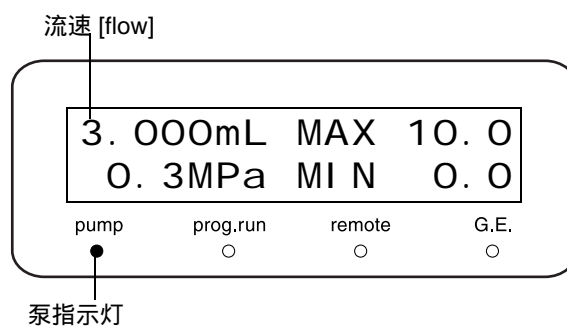 流速 [flow]
3.000mL MAX 10.0
0.3MPa MIN 0.0
pump prog.run remote G.E.
泵指示灯